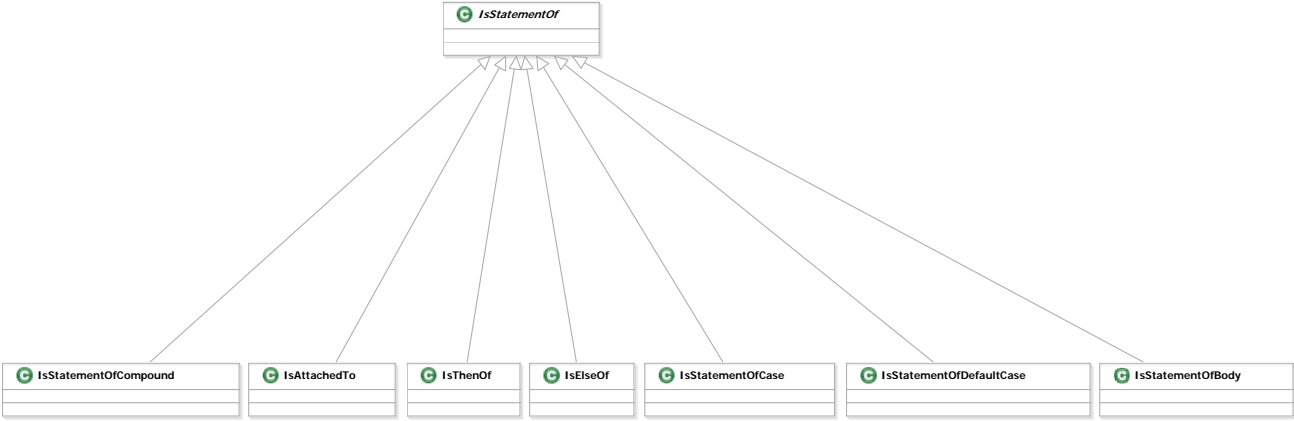 IsStatementOf
IsStatementOfCompound
IsAttachedTo
IsThenOf
IsElseOf
IsStatementOfCase
IsStatementOfDefaultCase
IsStatementOfBody